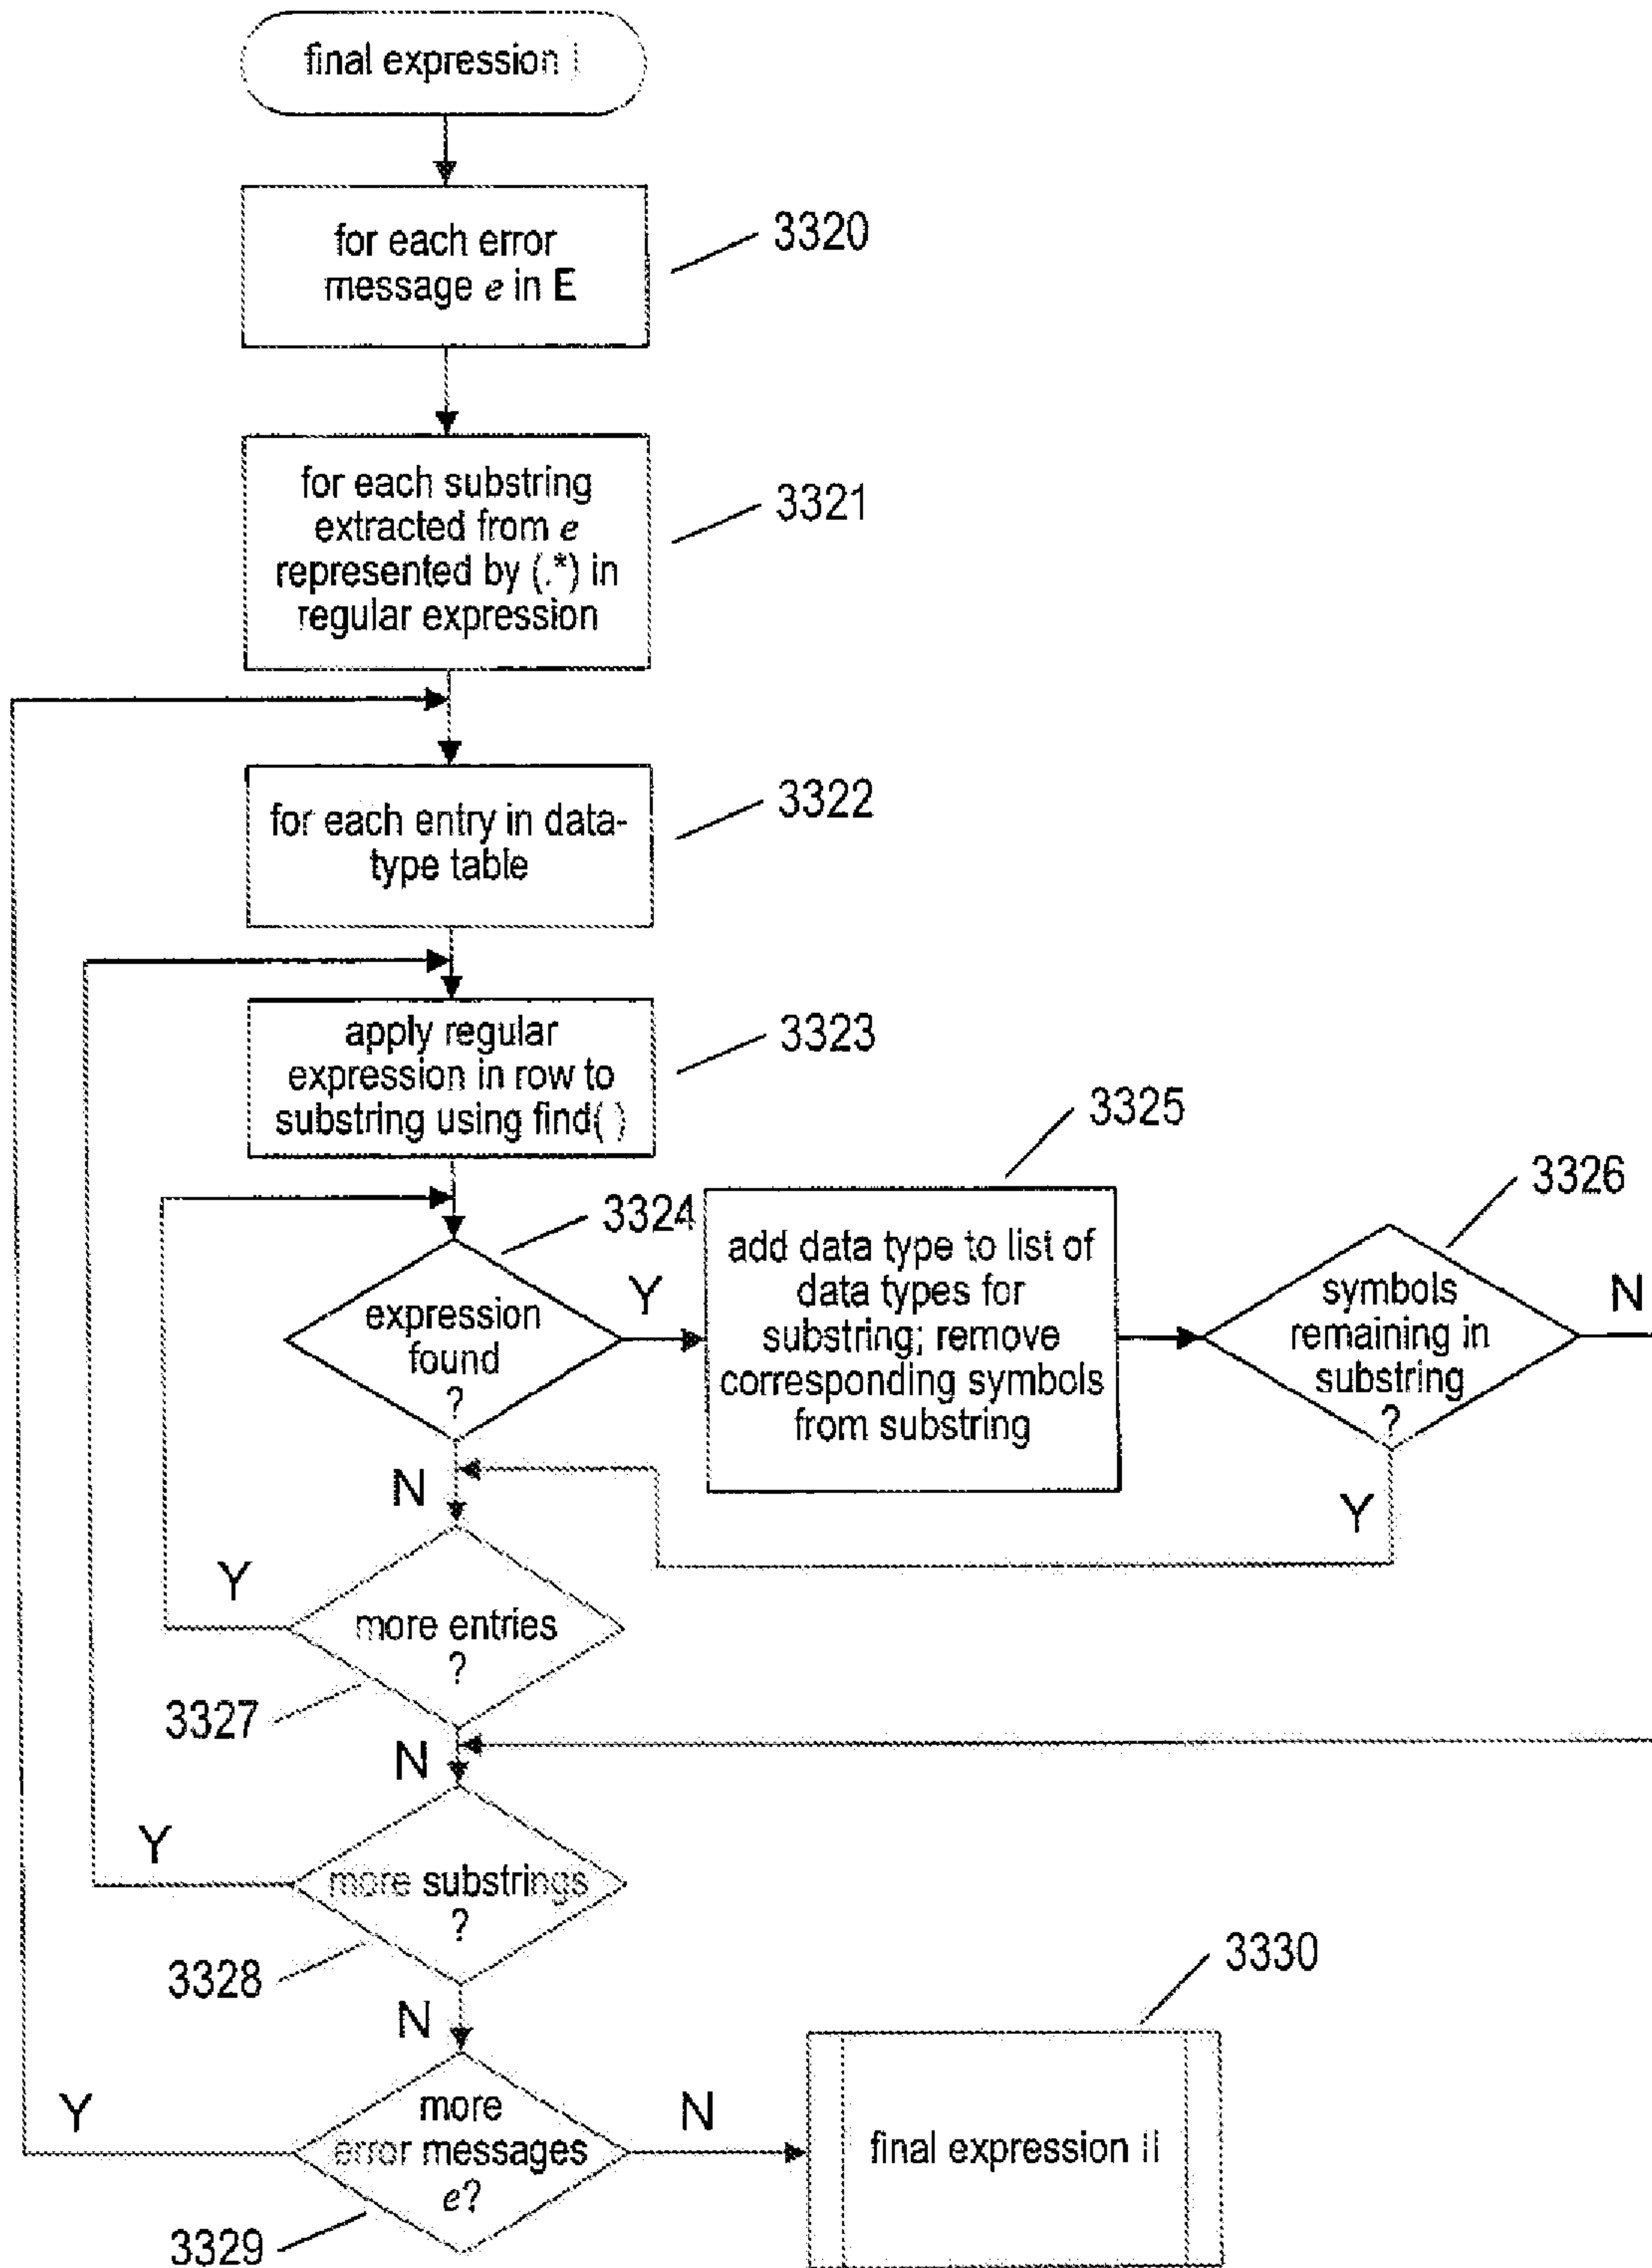 final expression I
for each error
message e in E
3320
for each substring
extracted from e
represented by (.*) in
regular expression
3321
for each entry in data-
type table
3322
apply regular
expression in row to
substring using find( )
3323
3324
expression
found
?
Y
3325
add data type to list of
data types for
substring; remove
corresponding symbols
from substring
3326
symbols
remaining in
substring
?
N
Y
N
more entries
?
Y
3327
N
more substrings
?
Y
3328
N
more
error messages
e?
Y
N
3329
3330
final expression II